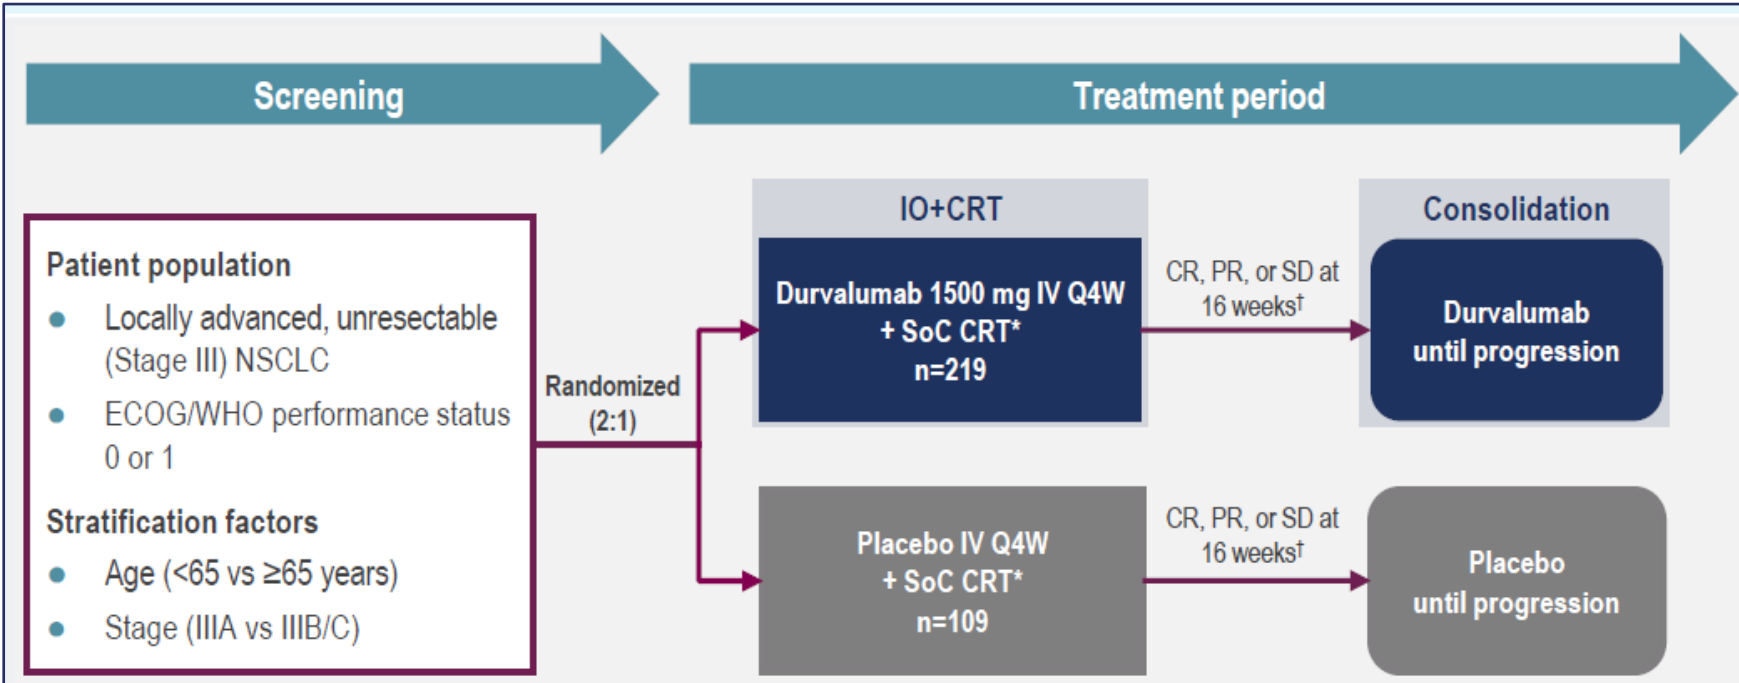 Screening
Treatment period
Patient population
● Locally advanced, unresectable
(Stage III) NSCLC
● ECOG/WHO performance status
0 or 1
Stratification factors
● Age (<65 vs ≥65 years)
● Stage (IIIA vs IIIB/C)
Randomized
(2:1)
IO+CRT
Durvalumab 1500 mg IV Q4W
+ SoC CRT*
n=219
CR, PR, or SD at
16 weeks†
Consolidation
Durvalumab
until progression
Placebo IV Q4W
+ SoC CRT*
n=109
CR, PR, or SD at
16 weeks†
Placebo
until progression